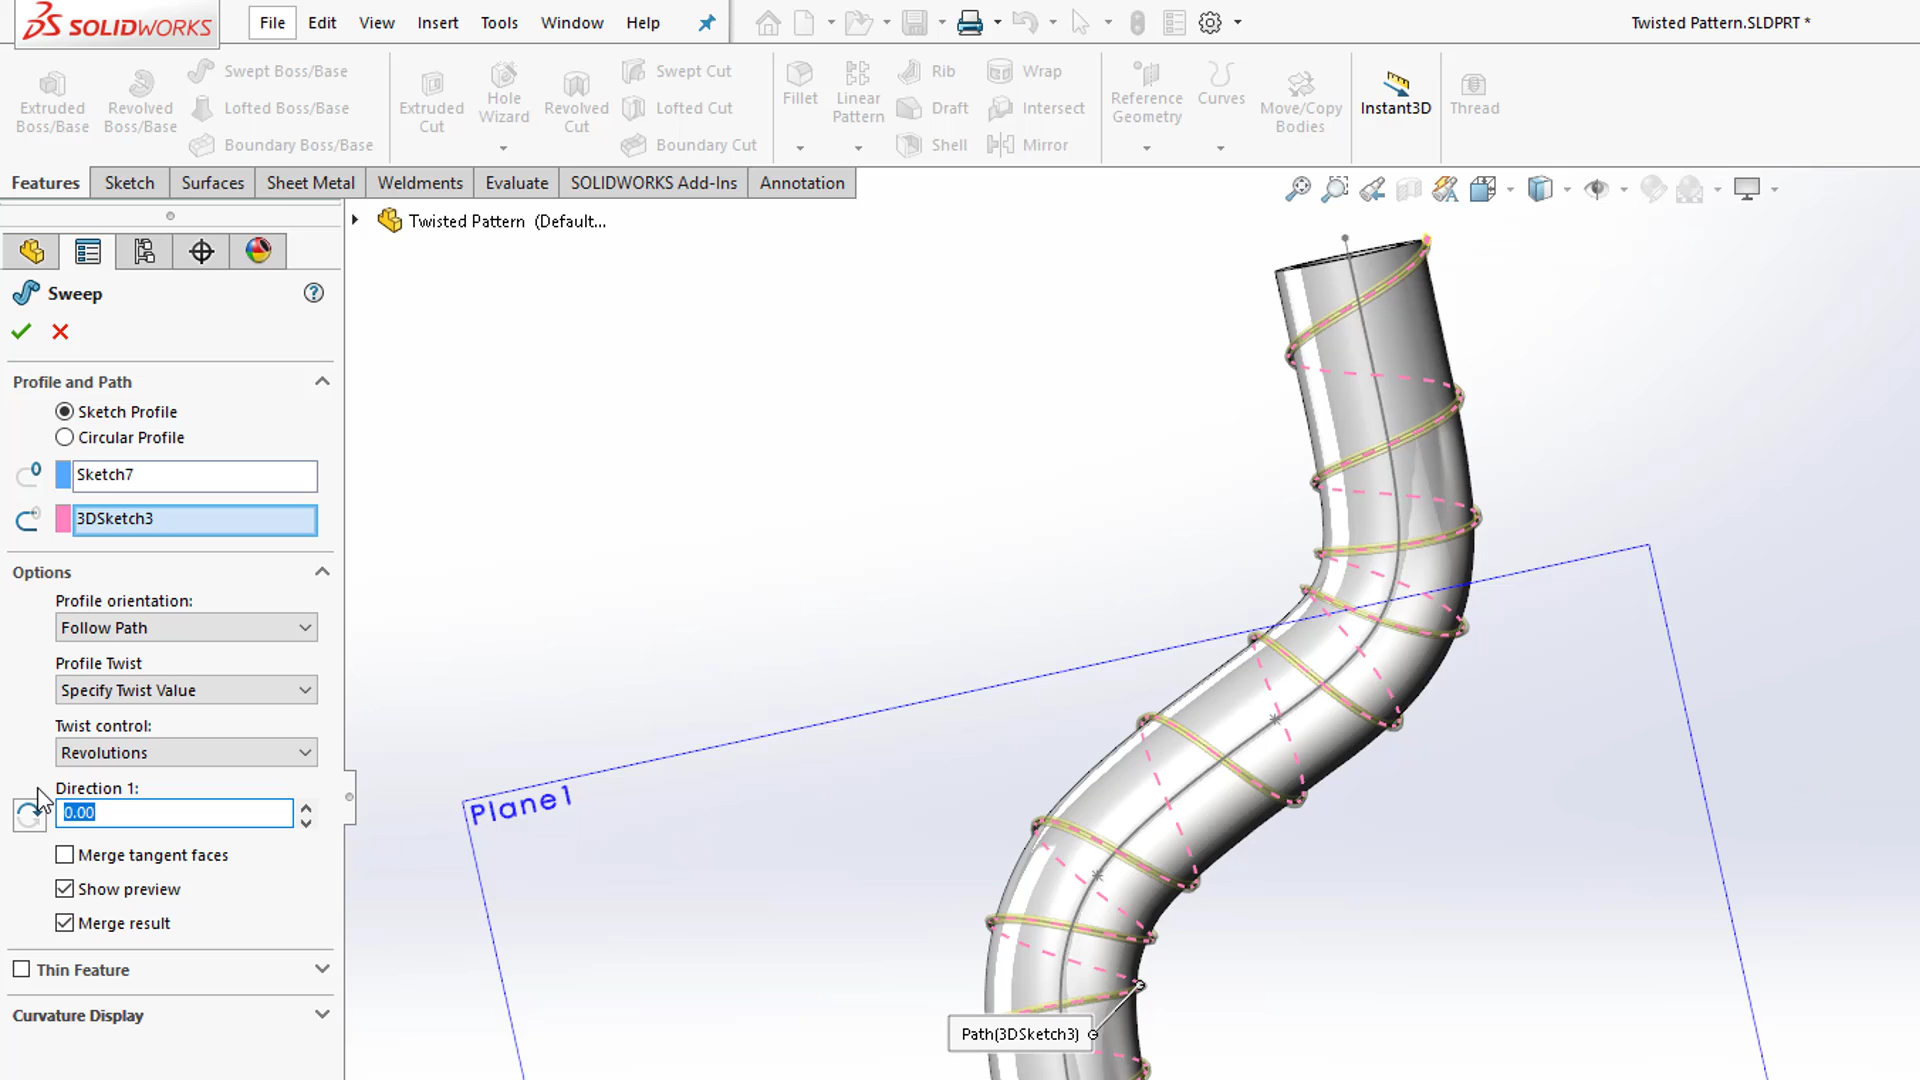 SOLIDWORKS
File Edit View Insert Tools Window Help
Twisted Pattern.SLDPRT *
Extruded Boss/Base
Revolved Boss/Base
Swept Boss/Base
Lofted Boss/Base
Boundary Boss/Base
Extruded Cut
Hole Wizard
Revolved Cut
Swept Cut
Lofted Cut
Boundary Cut
Fillet
Linear Pattern
Rib
Draft
Shell
Wrap
Intersect
Mirror
Reference Geometry
Curves
Move/Copy Bodies
Instant3D
Thread
Features Sketch Surfaces Sheet Metal Weldments Evaluate SOLIDWORKS Add-Ins Annotation
Twisted Pattern (Default...
Sweep
Profile and Path
Sketch Profile
Circular Profile
Sketch7
3DSketch3
Options
Profile orientation:
Follow Path
Profile Twist
Specify Twist Value
Twist control:
Revolutions
Direction 1:
0.00
Merge tangent faces
Show preview
Merge result
Thin Feature
Curvature Display
Plane1
Path(3DSketch3)